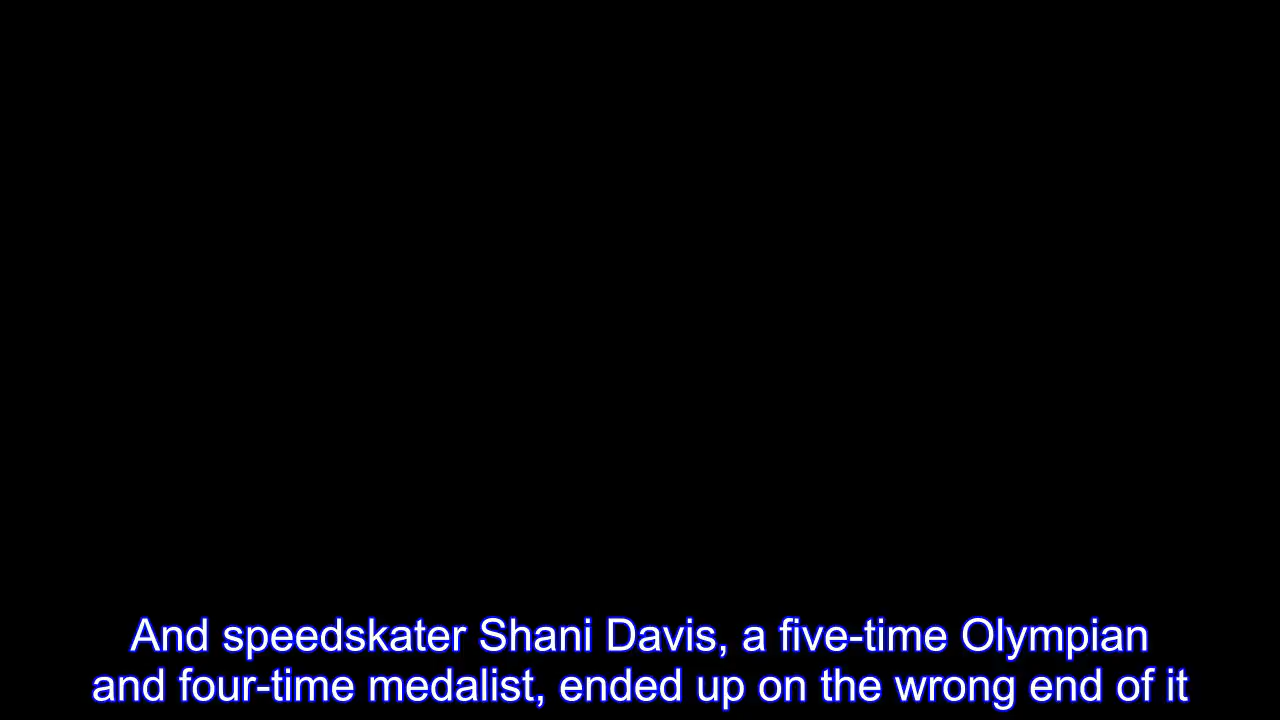 And speedskater Shani Davis, a five-time Olympian
and four-time medalist, ended up on the wrong end of it